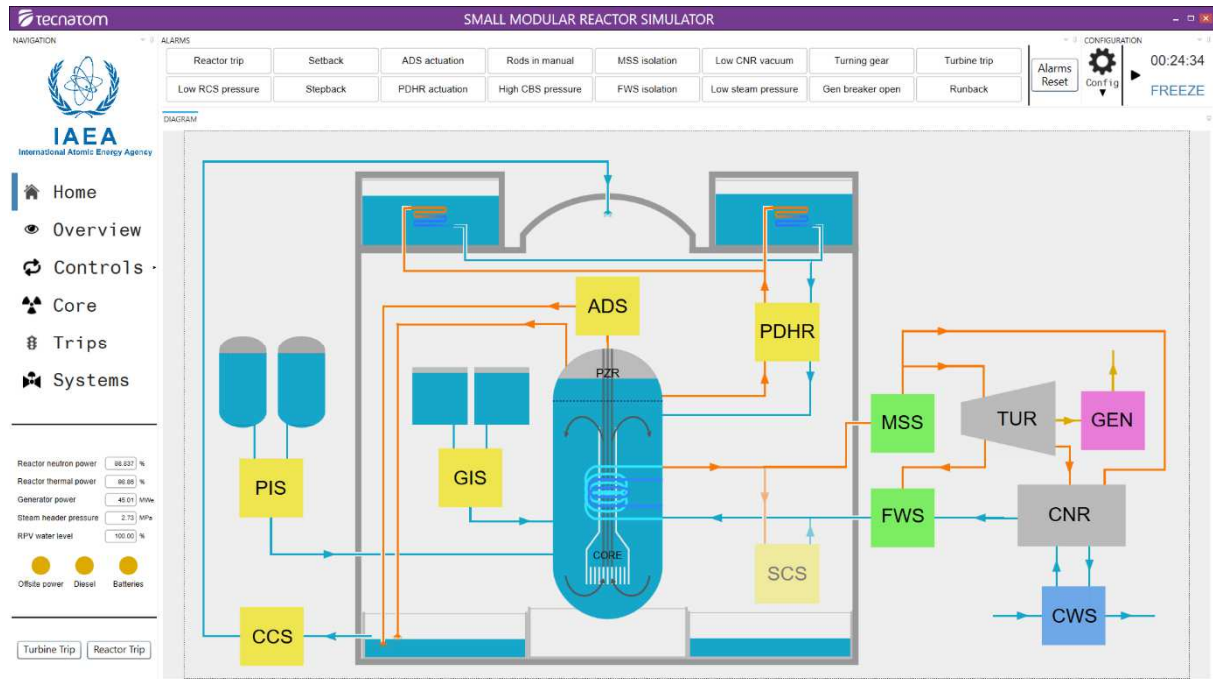 tecnatom
SMALL MODULAR REACTOR SIMULATOR
NAVIGATION
ALARMS
CONFIGURATION
Reactor trip
Setback
ADS actuation
Rods in manual
MSS isolation
Low CNR vacuum
Turning gear
Turbine trip
Low RCS pressure
Stepback
PDHR actuation
High CBS pressure
FWS isolation
Low steam pressure
Gen breaker open
Runback
Alarms
Reset
Config
00:24:34
FREEZE
DIAGRAM
IAEA
International Atomic Energy Agency
Home
Overview
Controls
Core
Trips
Systems
Reactor neutron power
%
Reactor thermal power
%
Generator power 45.01 MWe
Steam header pressure 2.73 MPa
RPV water level 100.00 %
Offsite power Diesel Batteries
Turbine Trip Reactor Trip
ADS
PDHR
PZR
MSS
TUR
GEN
PIS
GIS
FWS
CNR
CORE
SCS
CCS
CWS